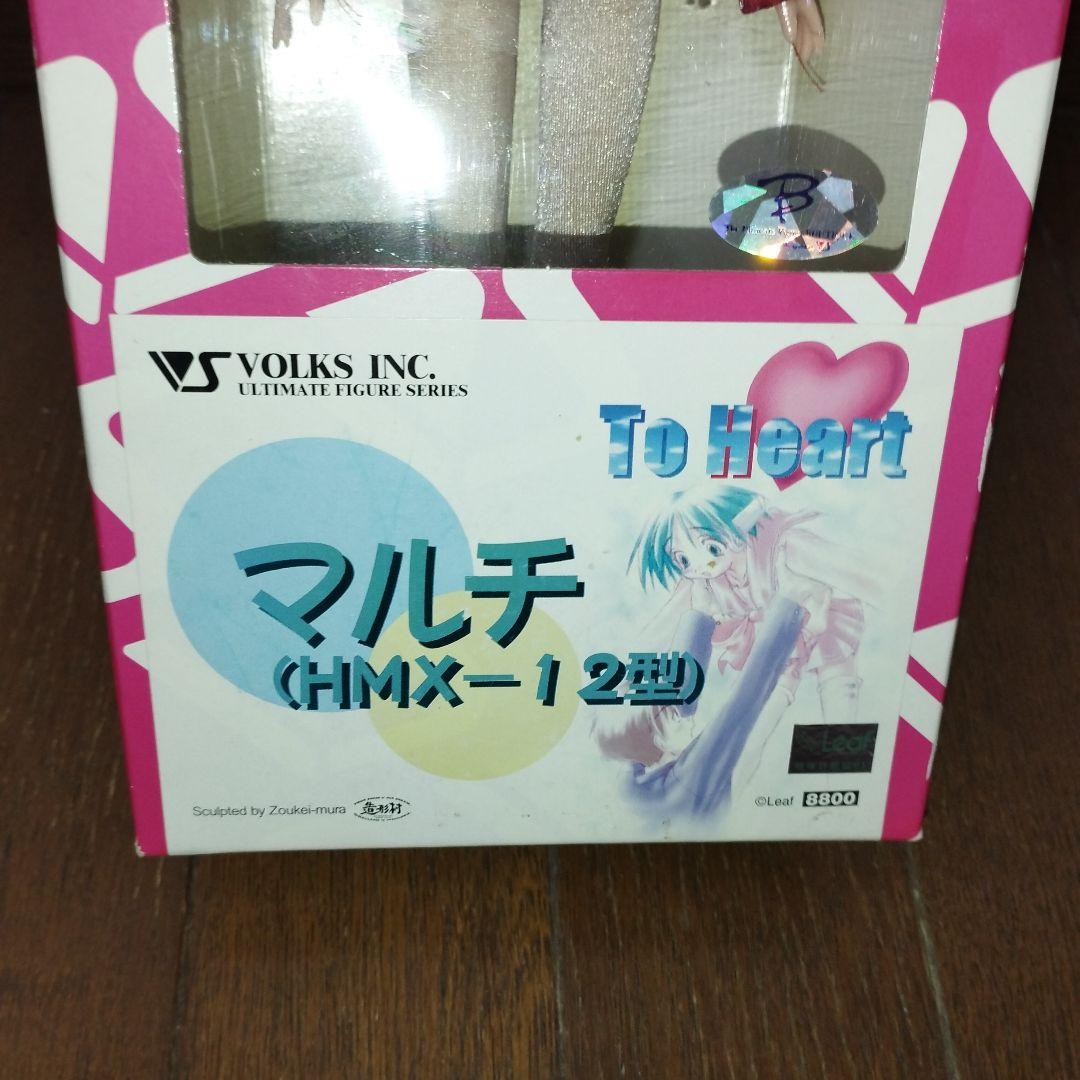 B
VS VOLKS INC.
ULTIMATE FIGURE SERIES
To Heart
マルチ
(HMX－12型)
Leaf
Sculpted by Zoukei-mura 造形村
©Leaf 8800